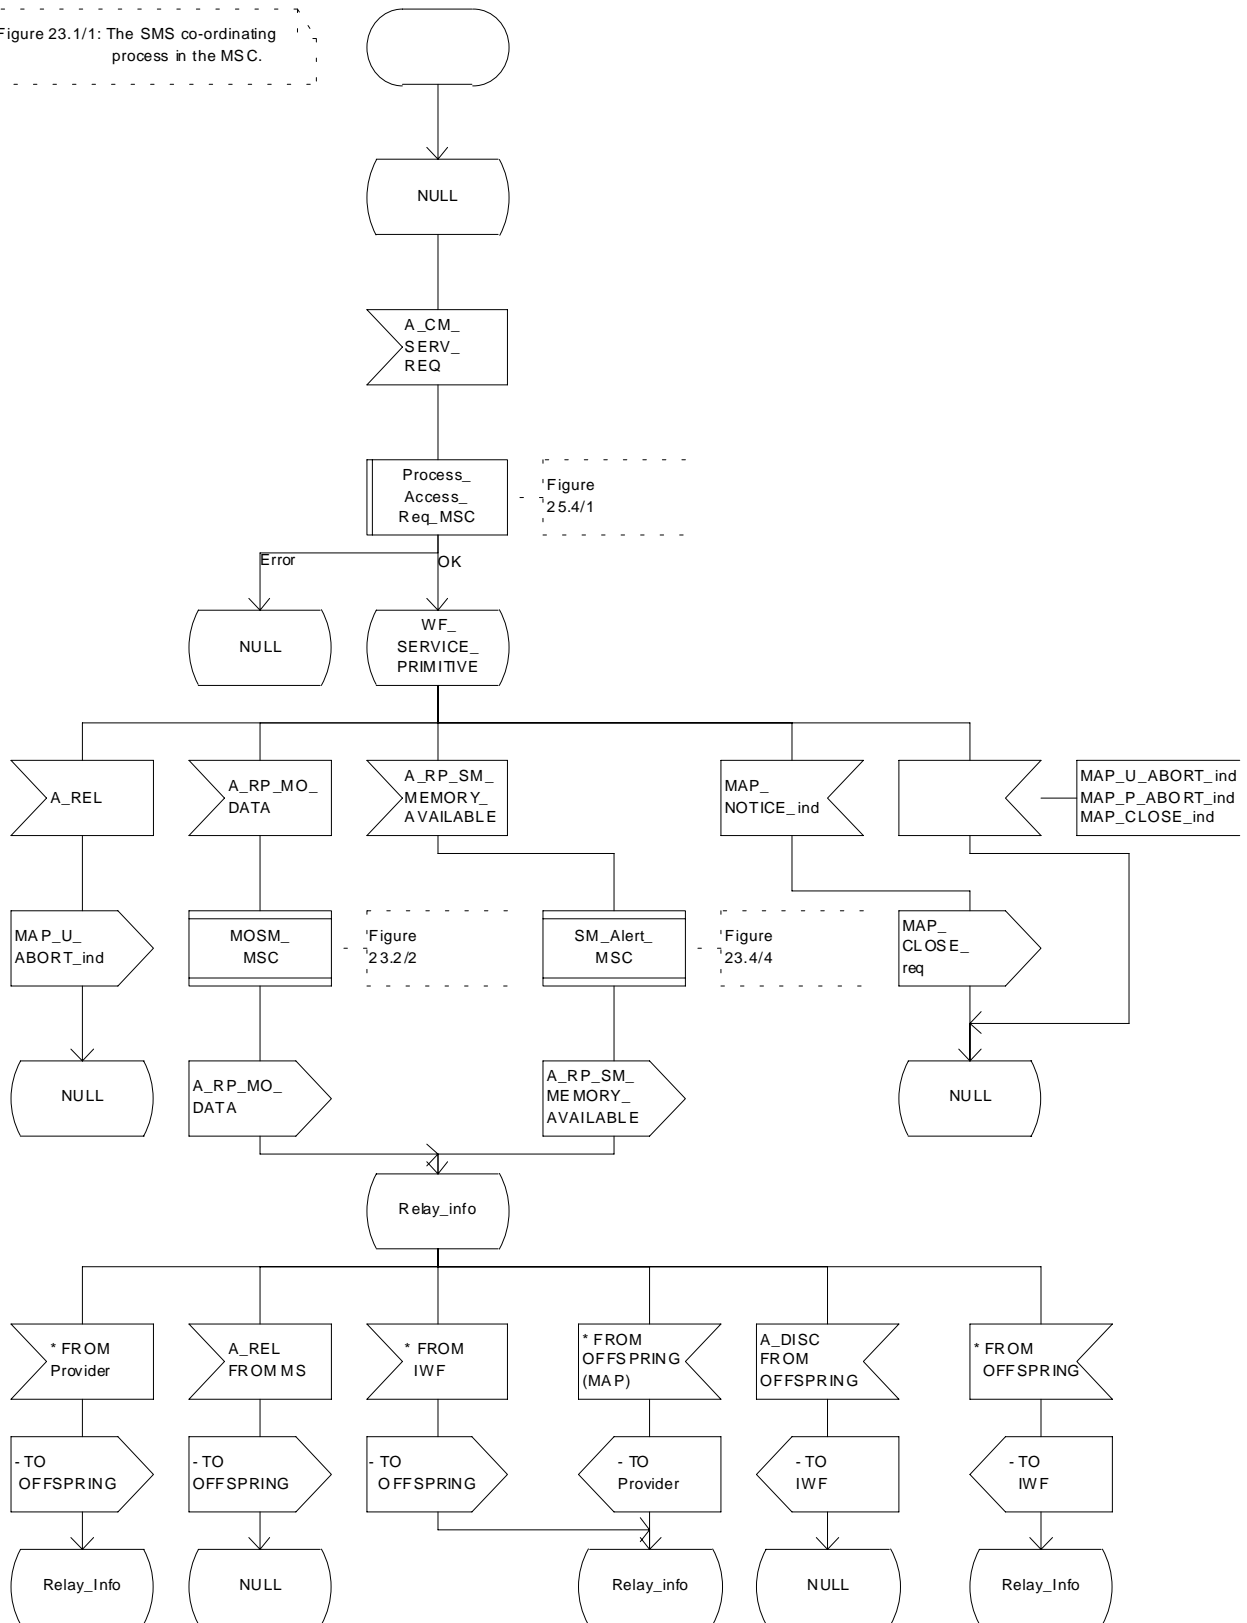 Figure 23.1/1: The SMS co-ordinating
process in the MSC.
NULL
A_CM_
SERV_
REQ
Process_
Access_
Req_MSC
Figure
25.4/1
Error
OK
NULL
WF_
SERVICE_
PRIMITIVE
A_REL
A_RP_MO_
DATA
A_RP_SM_
MEMORY_
AVAILABLE
MAP_
NOTICE_ind
MAP_U_ABORT_ind
MAP_P_ABORT_ind
MAP_CLOSE_ind
MAP_U_
ABORT_ind
MOSM_
MSC
Figure
23.2/2
SM_Alert_
MSC
Figure
23.4/4
MAP_
CLOSE_
req
NULL
A_RP_MO_
DATA
A_RP_SM_
MEMORY_
AVAILABLE
NULL
Relay_info
* FROM
Provider
A_REL
FROM MS
* FROM
IWF
* FROM
OFFSPRING
(MAP)
A_DISC
FROM
OFFSPRING
* FROM
OFFSPRING
- TO
OFFSPRING
- TO
OFFSPRING
- TO
OFFSPRING
- TO
Provider
- TO
IWF
- TO
IWF
Relay_Info
NULL
Relay_info
NULL
Relay_Info